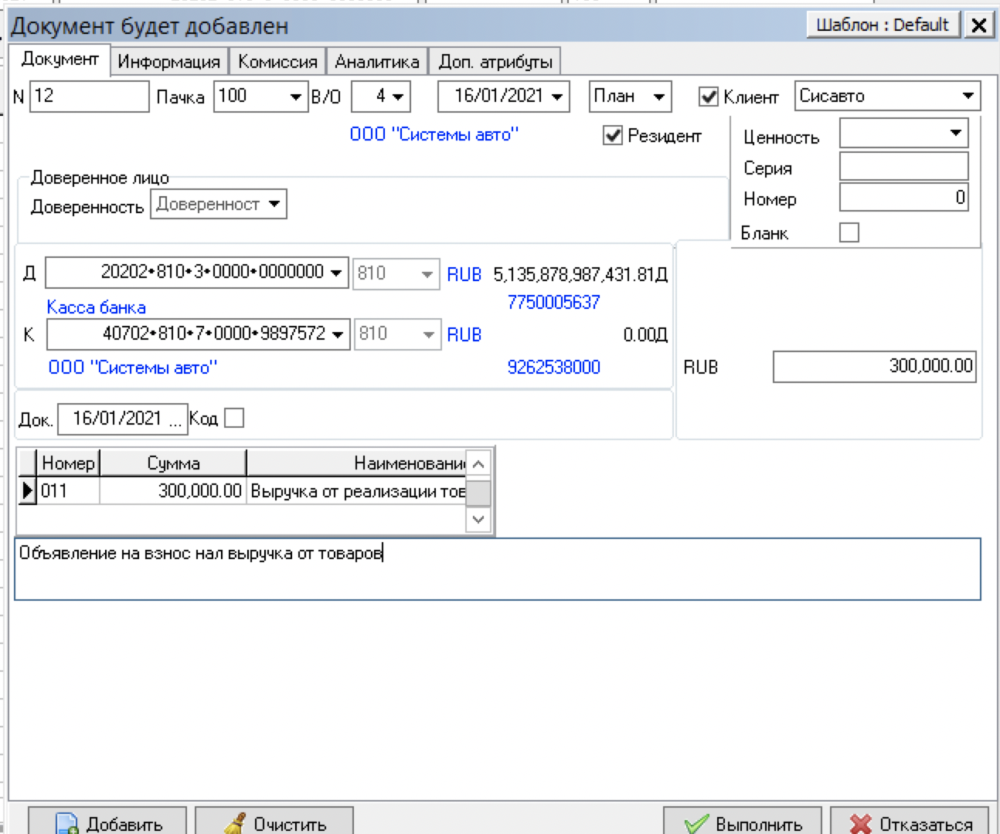 Документ будет добавлен
Шаблон : Default
Документ
Информация
Комиссия
Аналитика
Доп. атрибуты
N 12
Пачка 100
В/О 4
16/01/2021
План
Клиент
Сисавто
ООО "Системы авто"
Резидент
Ценность
Серия
Номер 0
Бланк
Доверенное лицо
Доверенность Доверенност
Д 20202•810•3•0000•0000000 810 RUB 5,135,878,987,431.81Д
Касса банка 7750005637
К 40702•810•7•0000•9897572 810 RUB 0.00Д
ООО "Системы авто" 9262538000
RUB 300,000.00
Док. 16/01/2021 ... Код
Номер Сумма Наименовани
011 300,000.00 Выручка от реализации тов
Объявление на взнос нал выручка от товаров
Добавить
Очистить
Выполнить
Отказаться